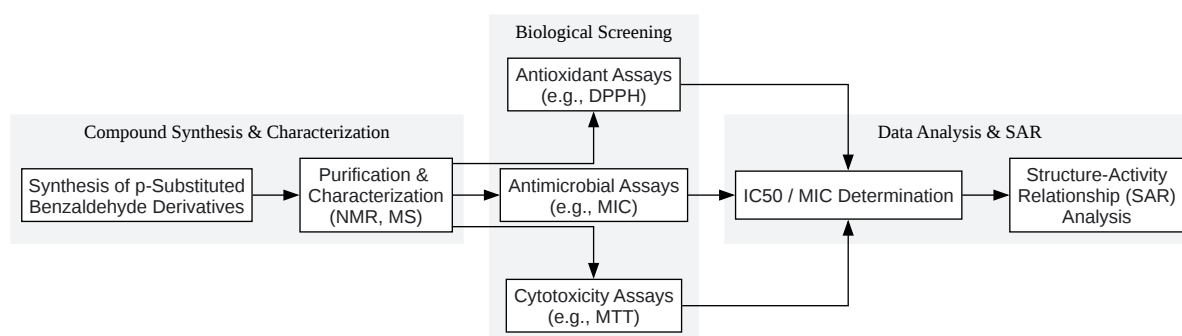 Biological Screening
Antioxidant Assays
(e.g., DPPH)
Compound Synthesis & Characterization
Data Analysis & SAR
Synthesis of p-Substituted
Benzaldehyde Derivatives
Purification &
Characterization
(NMR, MS)
Antimicrobial Assays
(e.g., MIC)
IC50 / MIC Determination
Structure-Activity
Relationship (SAR)
Analysis
Cytotoxicity Assays
(e.g., MTT)